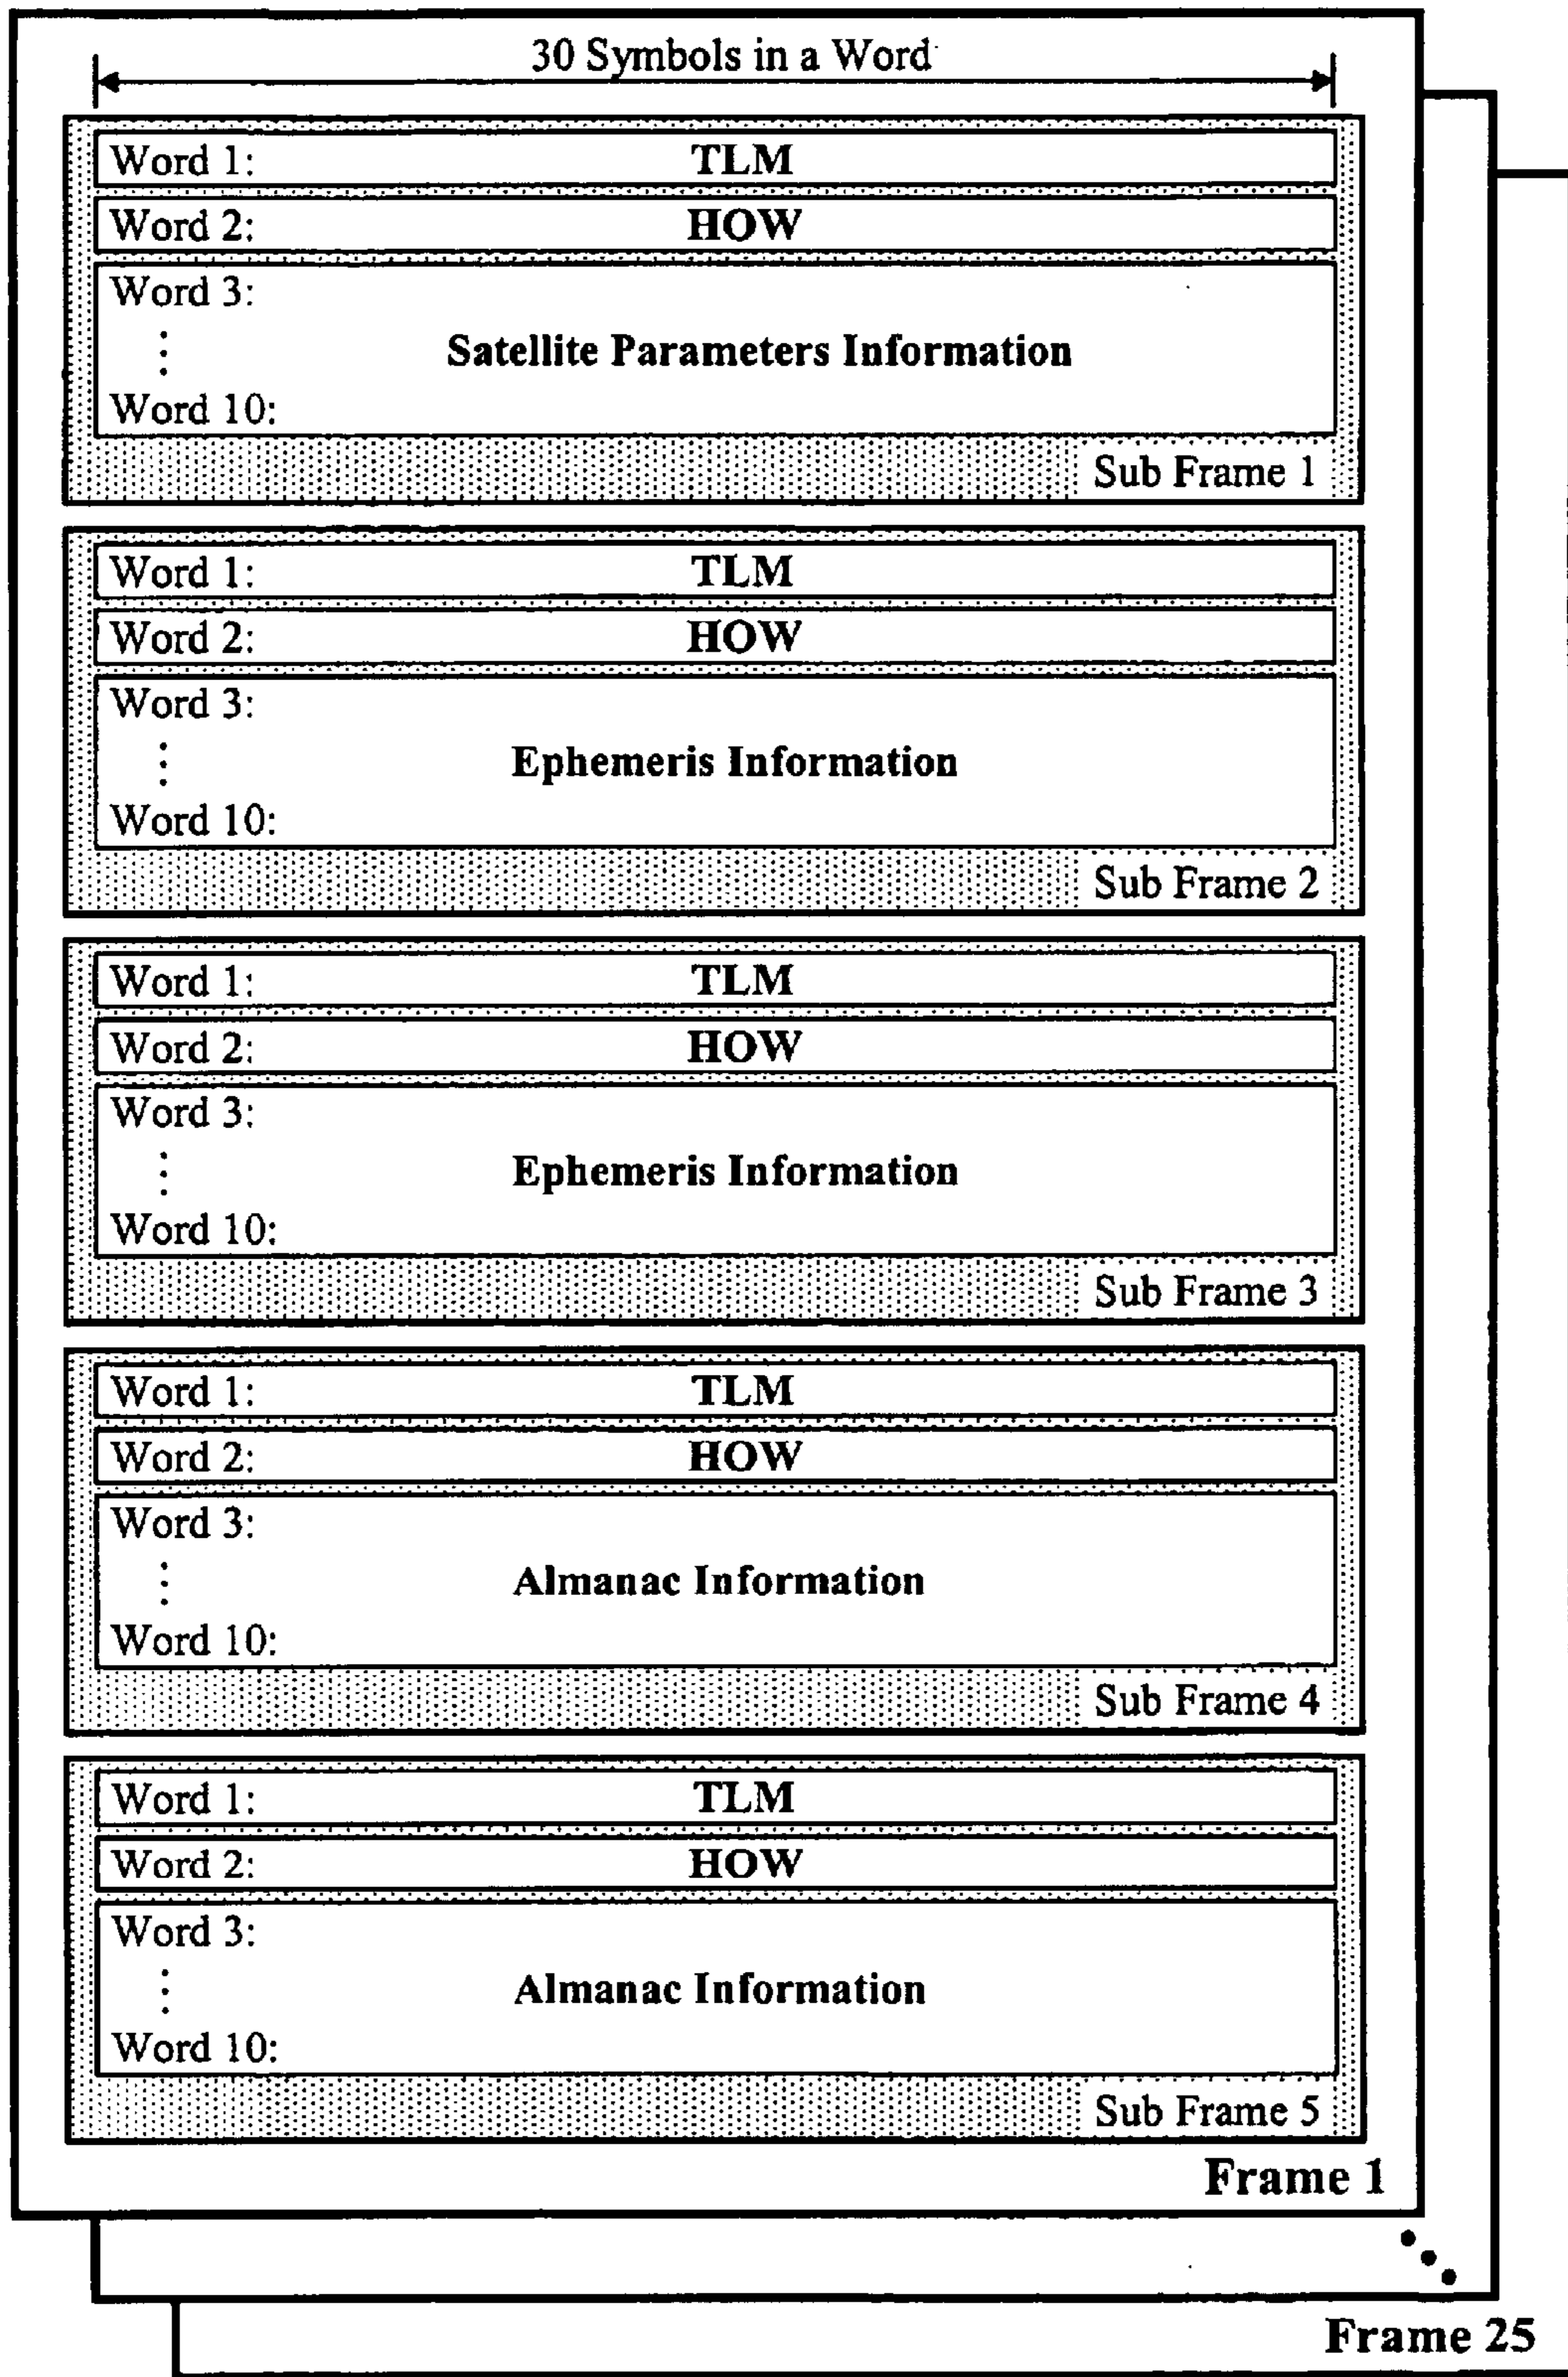 30 Symbols in a Word
Word 1: TLM
Word 2: HOW
Word 3:
Satellite Parameters Information
Word 10:
Sub Frame 1
Word 1: TLM
Word 2: HOW
Word 3:
Ephemeris Information
Word 10:
Sub Frame 2
Word 1: TLM
Word 2: HOW
Word 3:
Ephemeris Information
Word 10:
Sub Frame 3
Word 1: TLM
Word 2: HOW
Word 3:
Almanac Information
Word 10:
Sub Frame 4
Word 1: TLM
Word 2: HOW
Word 3:
Almanac Information
Word 10:
Sub Frame 5
Frame 1
Frame 25